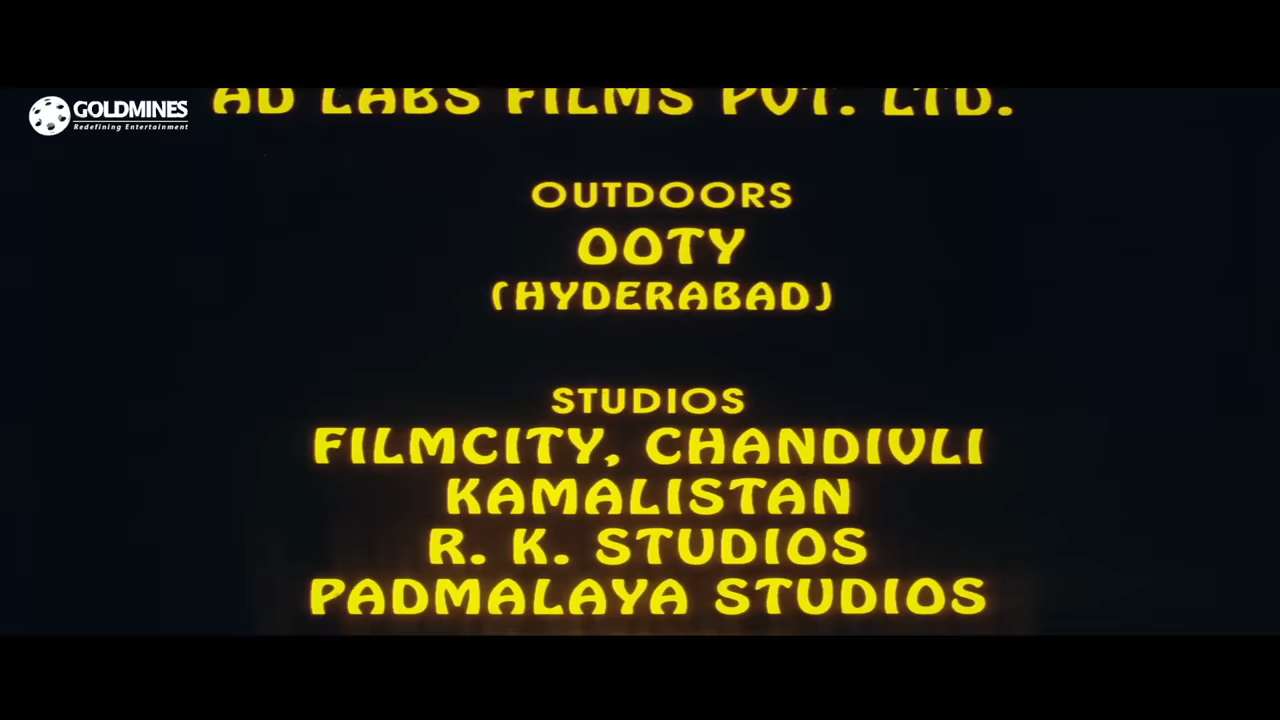 GOLDMINES
Redefining Entertainment
AD LABS FILMS PVT. LTD.
OUTDOORS
OOTY
(HYDERABAD)
STUDIOS
FILMCITY, CHANDIVLI
KAMALISTAN
R. K. STUDIOS
PADMALAYA STUDIOS